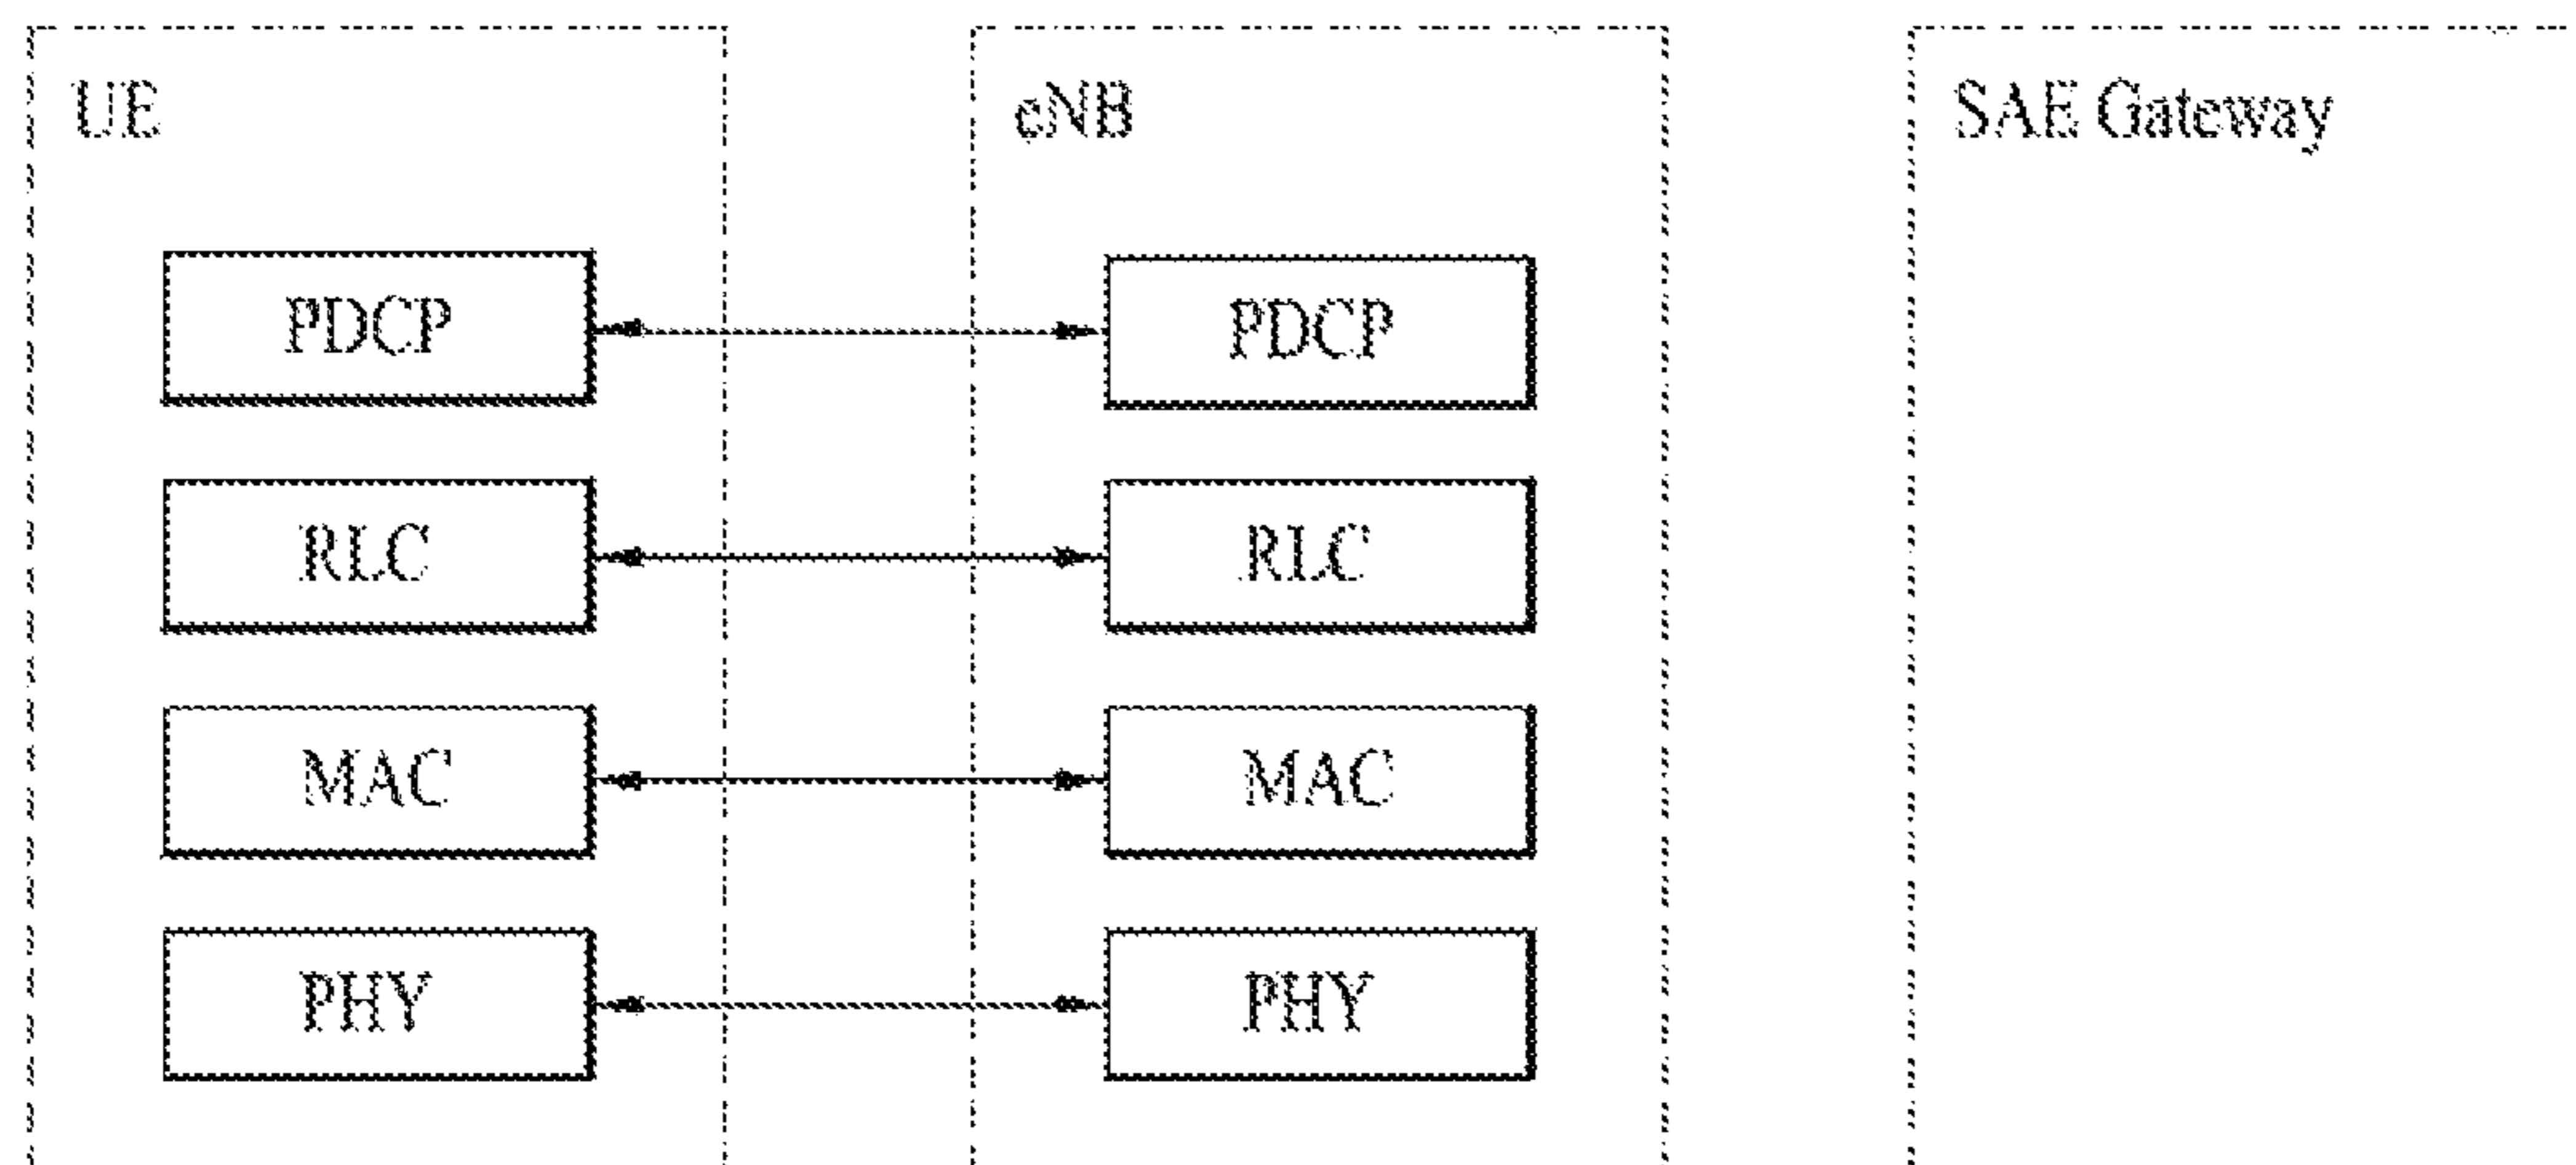 UE eNB SAE Gateway
PDCP PDCP
RLC RLC
MAC MAC
PHY PHY